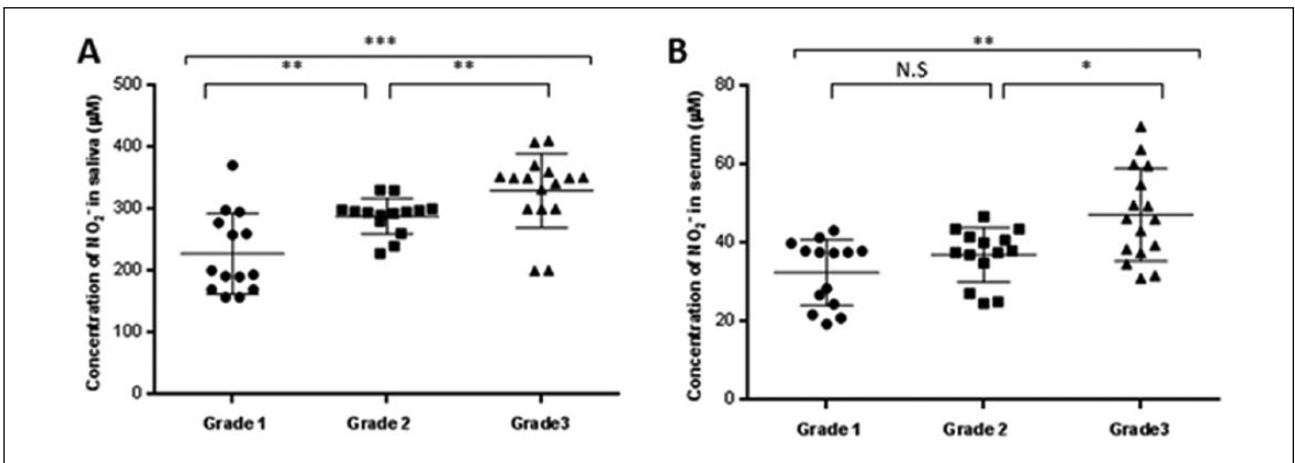 A
***
**
**
500
400
300
200
100
0
Concentration of NO₂⁻ in saliva (µM)
Grade 1
Grade 2
Grade3
B
**
N.S
*
80
60
40
20
0
Concentration of NO₂⁻ in serum (µM)
Grade 1
Grade 2
Grade3